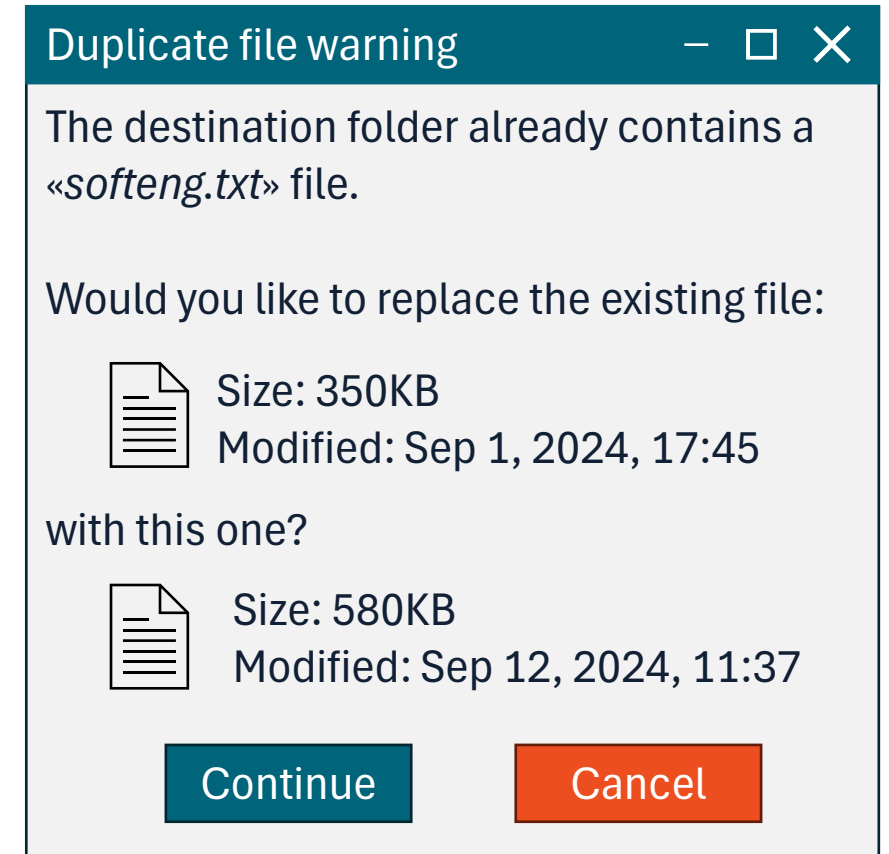 Duplicate file warning
The destination folder already contains a
«softeng.txt» file.
Would you like to replace the existing file:
Size: 350KB
Modified: Sep 1, 2024, 17:45
with this one?
Size: 580KB
Modified: Sep 12, 2024, 11:37
Continue
Cancel